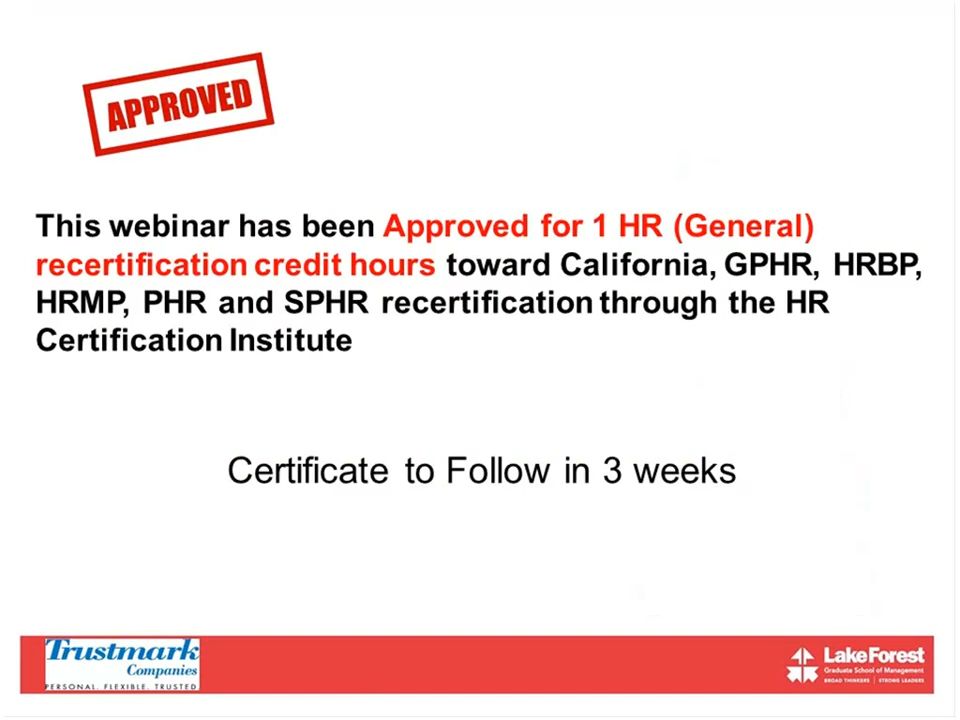 APPROVED
This webinar has been Approved for 1 HR (General)
recertification credit hours toward California, GPHR, HRBP,
HRMP, PHR and SPHR recertification through the HR
Certification Institute
Certificate to Follow in 3 weeks
Trustmark
Companies
PERSONAL. FLEXIBLE. TRUSTED
Lake Forest
Graduate School of Management
BROAD THINKERS | STRONG LEADERS